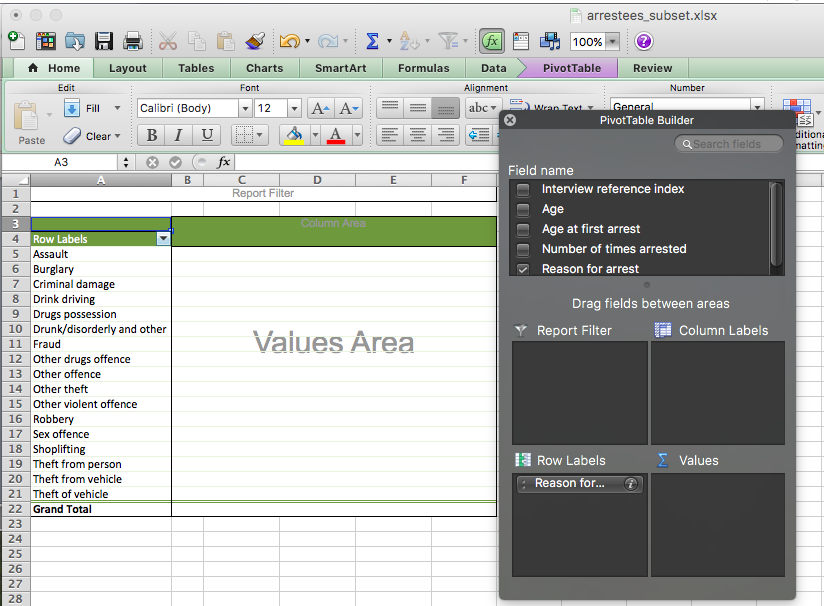 arrestees_subset.xlsx
100%
fx
?
Home Layout Tables Charts SmartArt Formulas Data PivotTable Review
Edit Font Alignment Number
Paste
Fill
Clear
Calibri (Body) 12
A A
abc
Wrap Text
General
B I U
A
PivotTable Builder
A3 fx
A B C D E F
1 Report Filter
2
3 Column Area
4 Row Labels
5 Assault
6 Burglary
7 Criminal damage
8 Drink driving
9 Drugs possession
10 Drunk/disorderly and other
11 Fraud
12 Other drugs offence
13 Other offence
14 Other theft
15 Other violent offence
16 Robbery
17 Sex offence
18 Shoplifting
19 Theft from person
20 Theft from vehicle
21 Theft of vehicle
22 Grand Total
23
24
25
26
27
28
Values Area
Search fields
Field name
Interview reference index
Age
Age at first arrest
Number of times arrested
Reason for arrest
Drag fields between areas
Report Filter
Column Labels
Row Labels
Σ Values
Reason for... i